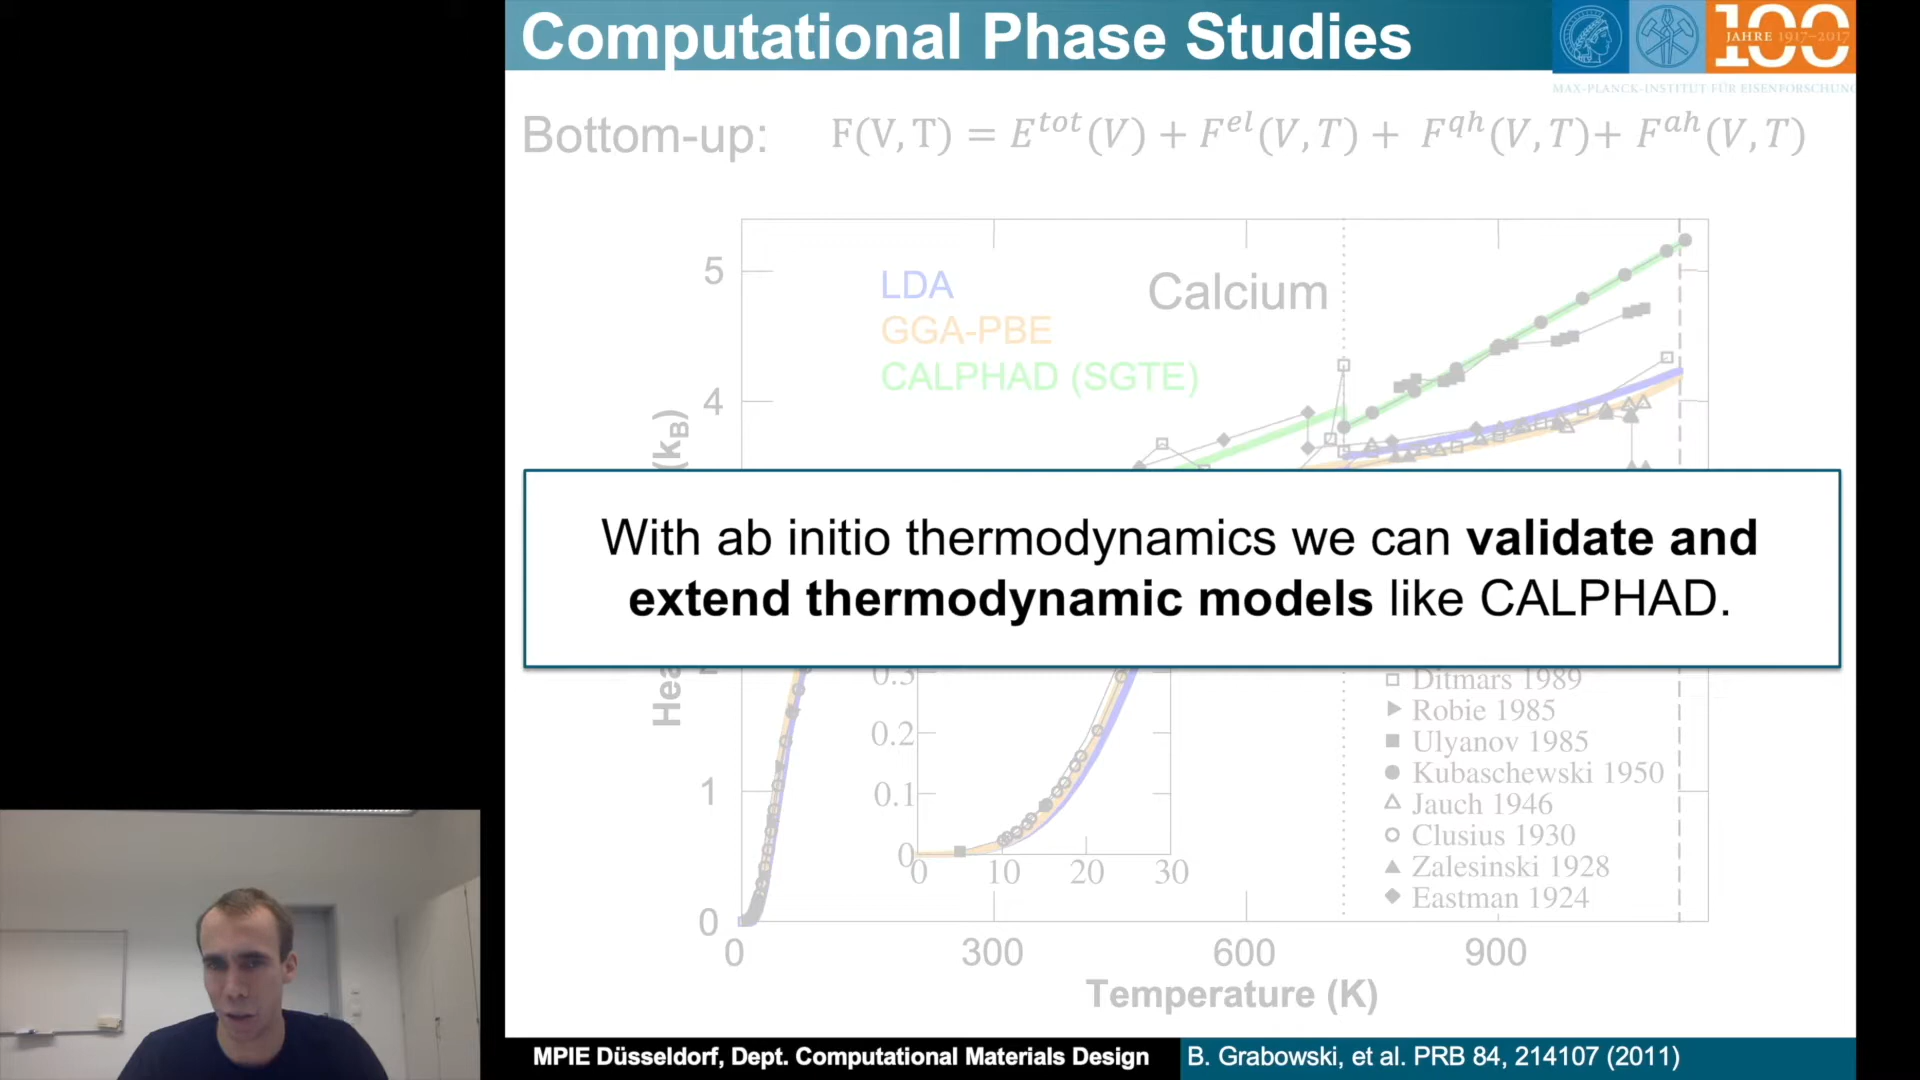 Computational Phase Studies
100
JAHRE 1917–2017
MAX-PLANCK-INSTITUT FÜR EISENFORSCHUNG
Bottom-up: F(V, T) = E^{tot}(V) + F^{el}(V, T) + F^{qh}(V, T) + F^{ah}(V, T)
5
LDA
Calcium
GGA-PBE
CALPHAD (SGTE)
4
(k_B)
With ab initio thermodynamics we can validate and
extend thermodynamic models like CALPHAD.
0.3
Ditmars 1989
Robie 1985
0.2
Ulyanov 1985
Kubaschewski 1950
1
0.1
Jauch 1946
Clusius 1930
0
Zalesinski 1928
0 10 20 30
Eastman 1924
0
0 300 600 900
Temperature (K)
MPIE Düsseldorf, Dept. Computational Materials Design
B. Grabowski, et al. PRB 84, 214107 (2011)